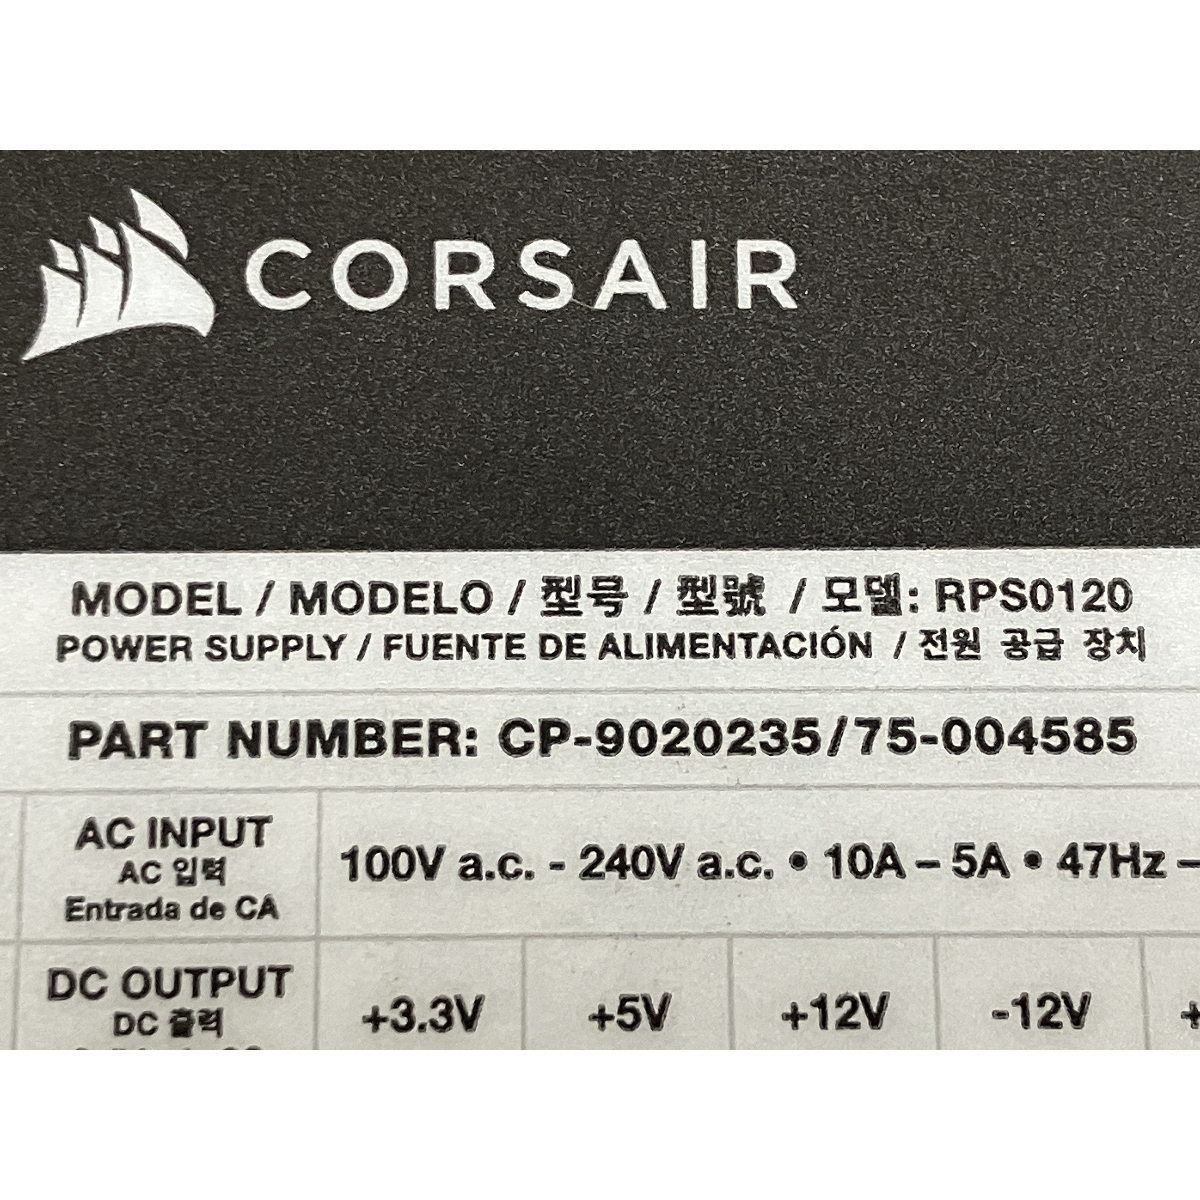 CORSAIR
MODEL / MODELO / 型号 / 型號 / 모델: RPS0120
POWER SUPPLY / FUENTE DE ALIMENTACIÓN / 전원 공급 장치
PART NUMBER: CP-9020235/75-004585
AC INPUT
AC 입력
Entrada de CA
100V a.c. - 240V a.c. • 10A – 5A • 47Hz –
DC OUTPUT
DC 출력
+3.3V
+5V
+12V
-12V